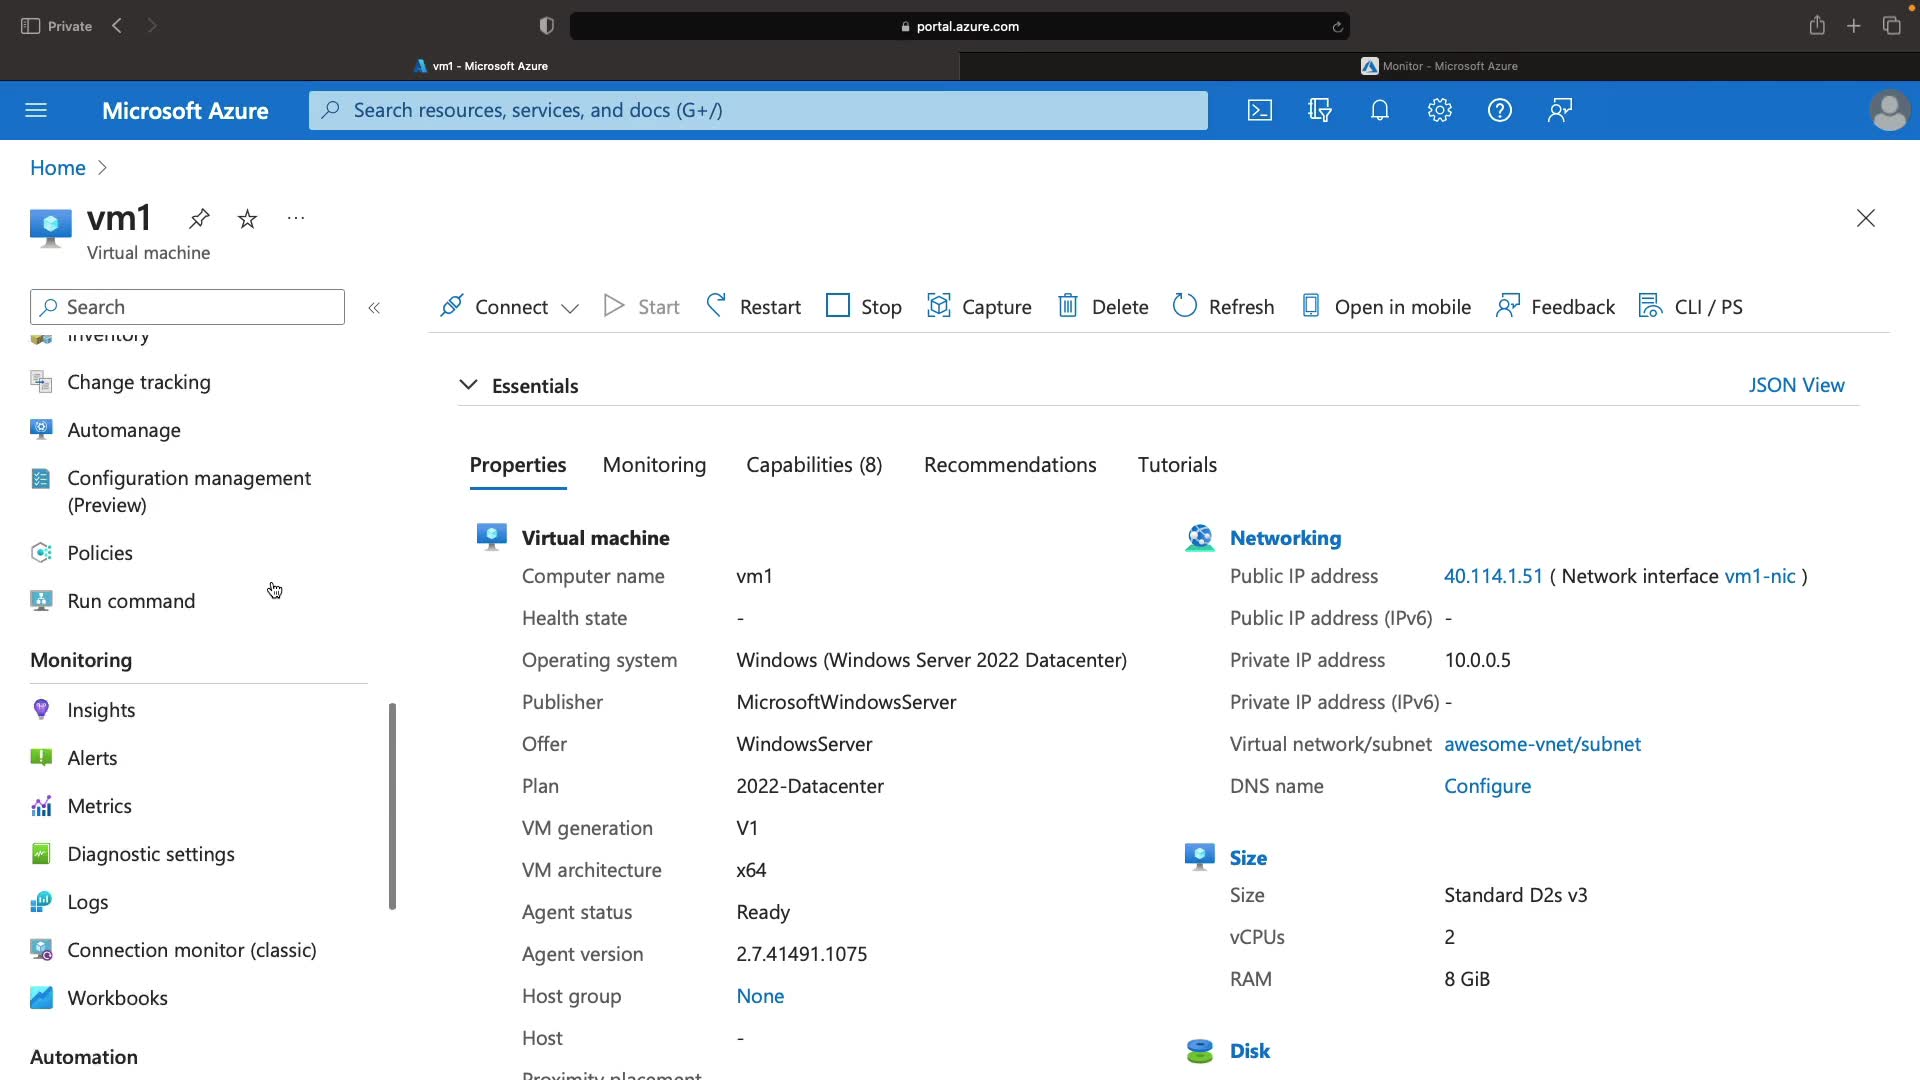 Private
portal.azure.com
vm1 - Microsoft Azure
Monitor - Microsoft Azure
Microsoft Azure
Search resources, services, and docs (G+/)
Home
vm1
Virtual machine
Search
Connect
Start
Restart
Stop
Capture
Delete
Refresh
Open in mobile
Feedback
CLI / PS
Inventory
Change tracking
Automanage
Configuration management
(Preview)
Policies
Run command
Monitoring
Insights
Alerts
Metrics
Diagnostic settings
Logs
Connection monitor (classic)
Workbooks
Automation
Essentials
JSON View
Properties
Monitoring
Capabilities (8)
Recommendations
Tutorials
Virtual machine
Computer name vm1
Health state -
Operating system Windows (Windows Server 2022 Datacenter)
Publisher MicrosoftWindowsServer
Offer WindowsServer
Plan 2022-Datacenter
VM generation V1
VM architecture x64
Agent status Ready
Agent version 2.7.41491.1075
Host group None
Host -
Proximity placement
Networking
Public IP address 40.114.1.51 ( Network interface vm1-nic )
Public IP address (IPv6) -
Private IP address 10.0.0.5
Private IP address (IPv6) -
Virtual network/subnet awesome-vnet/subnet
DNS name Configure
Size
Size Standard D2s v3
vCPUs 2
RAM 8 GiB
Disk